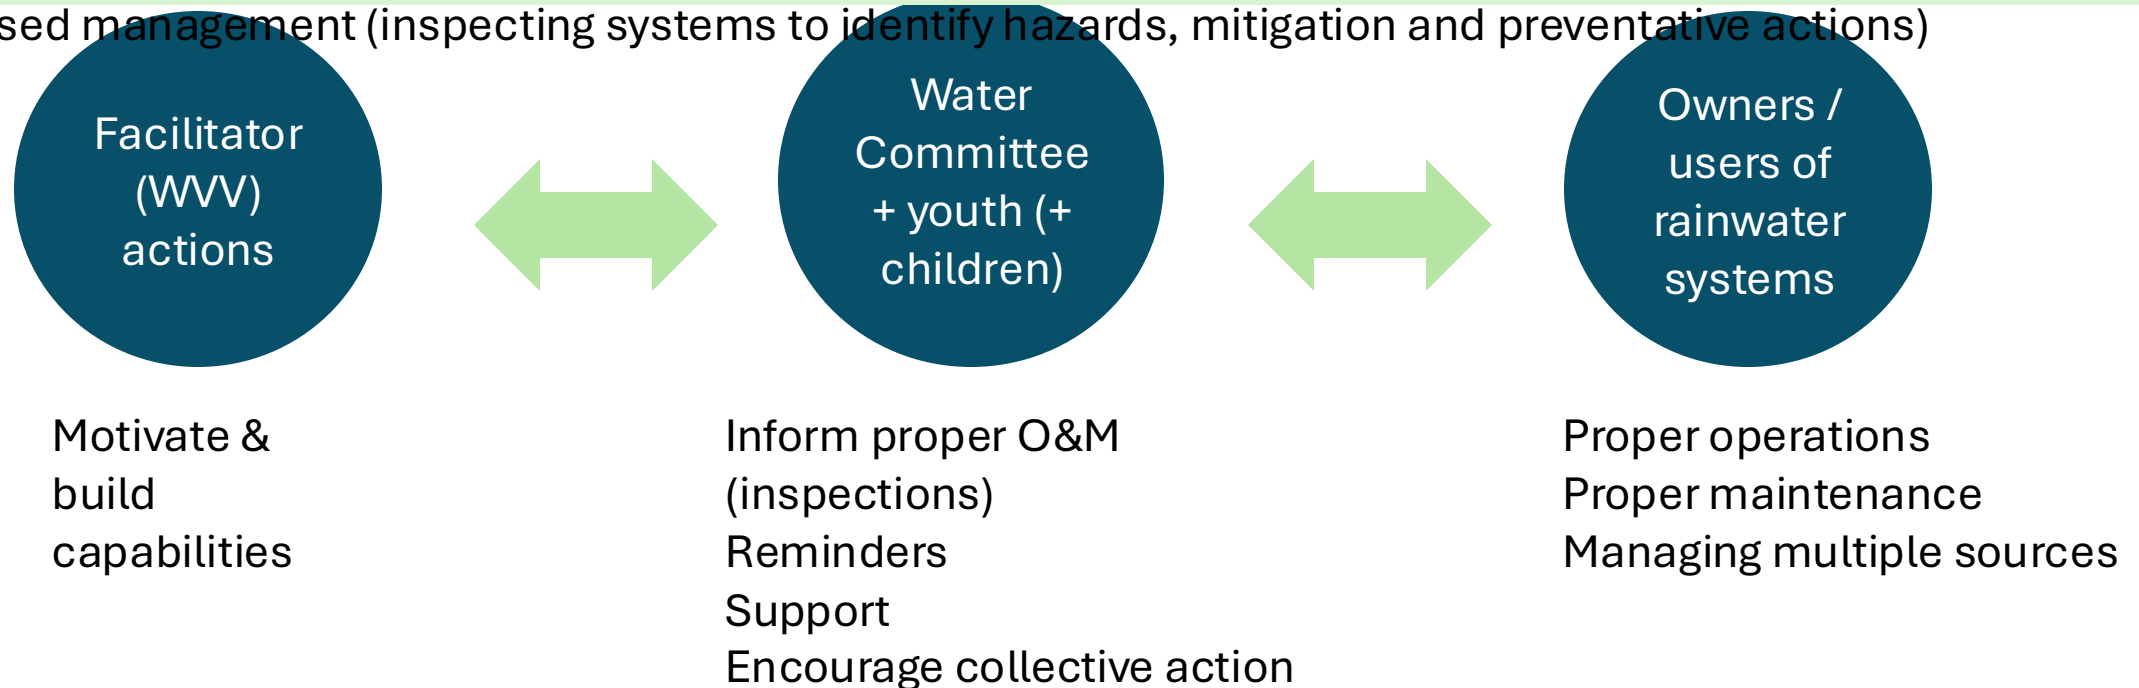 sed management (inspecting systems to identify hazards, mitigation and preventative actions)
Facilitator
(WVV)
actions
Water
Committee
+ youth (+
children)
Owners /
users of
rainwater
systems
Motivate &
build
capabilities
Inform proper O&M
(inspections)
Reminders
Support
Encourage collective action
Proper operations
Proper maintenance
Managing multiple sources